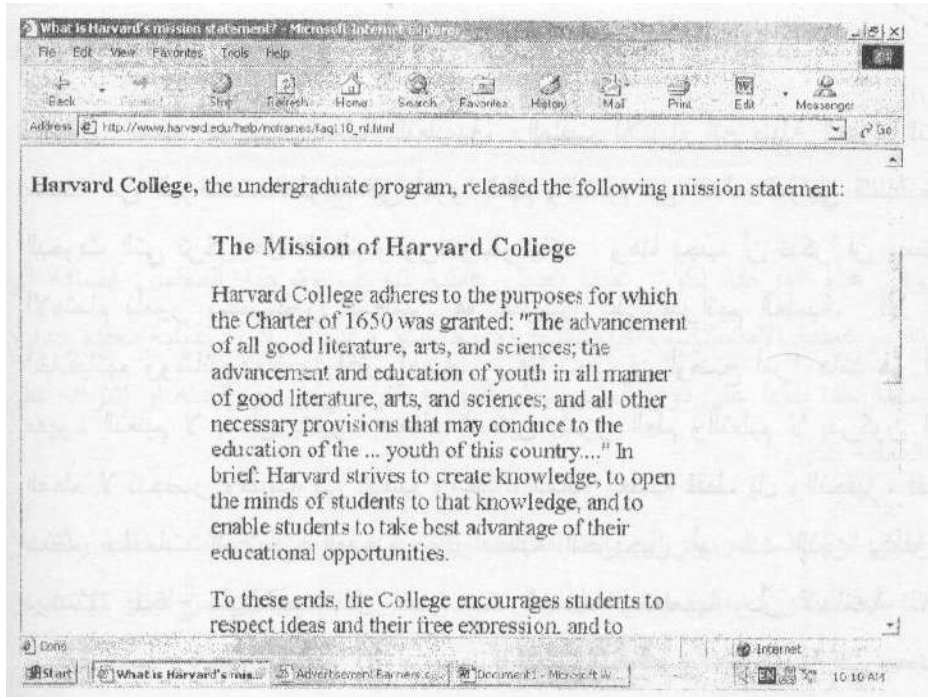 What is Harvard's mission statement? - Microsoft Internet Explorer
File Edit View Favorites Tools Help
Back Forward Stop Refresh Home Search Favorites History Mail Print Edit Messenger
Address http://www.harvard.edu/help/noframes/faq110_nf.html Go
Harvard College, the undergraduate program, released the following mission statement:
The Mission of Harvard College
Harvard College adheres to the purposes for which
the Charter of 1650 was granted: "The advancement
of all good literature, arts, and sciences; the
advancement and education of youth in all manner
of good literature, arts, and sciences; and all other
necessary provisions that may conduce to the
education of the ... youth of this country...." In
brief: Harvard strives to create knowledge, to open
the minds of students to that knowledge, and to
enable students to take best advantage of their
educational opportunities.
To these ends, the College encourages students to
respect ideas and their free expression, and to
Done Internet
Start What is Harvard's mis... Advertisement Banners c... Document1 - Microsoft W... EN 10:10 AM